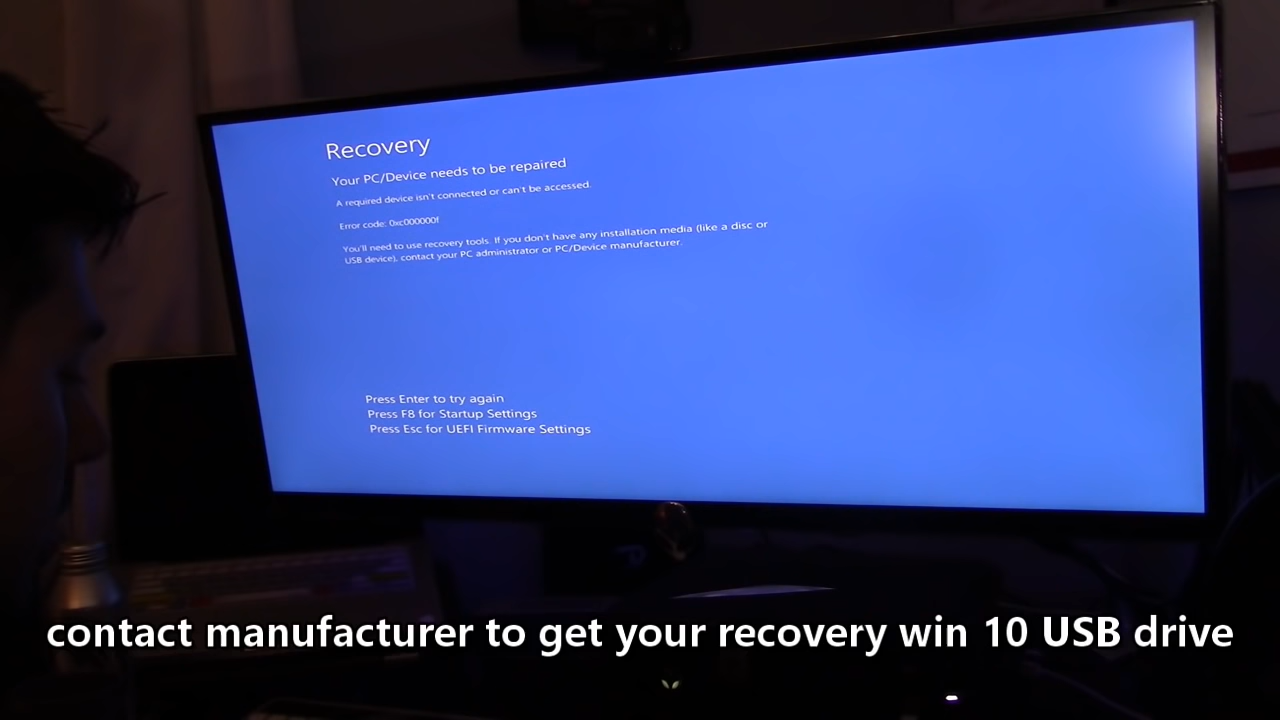 Recovery
Your PC/Device needs to be repaired
A required device isn't connected or can't be accessed.
Error code: 0xc000000f
You'll need to use recovery tools. If you don't have any installation media (like a disc or
USB device), contact your PC administrator or PC/Device manufacturer.
Press Enter to try again
Press F8 for Startup Settings
Press Esc for UEFI Firmware Settings
contact manufacturer to get your recovery win 10 USB drive